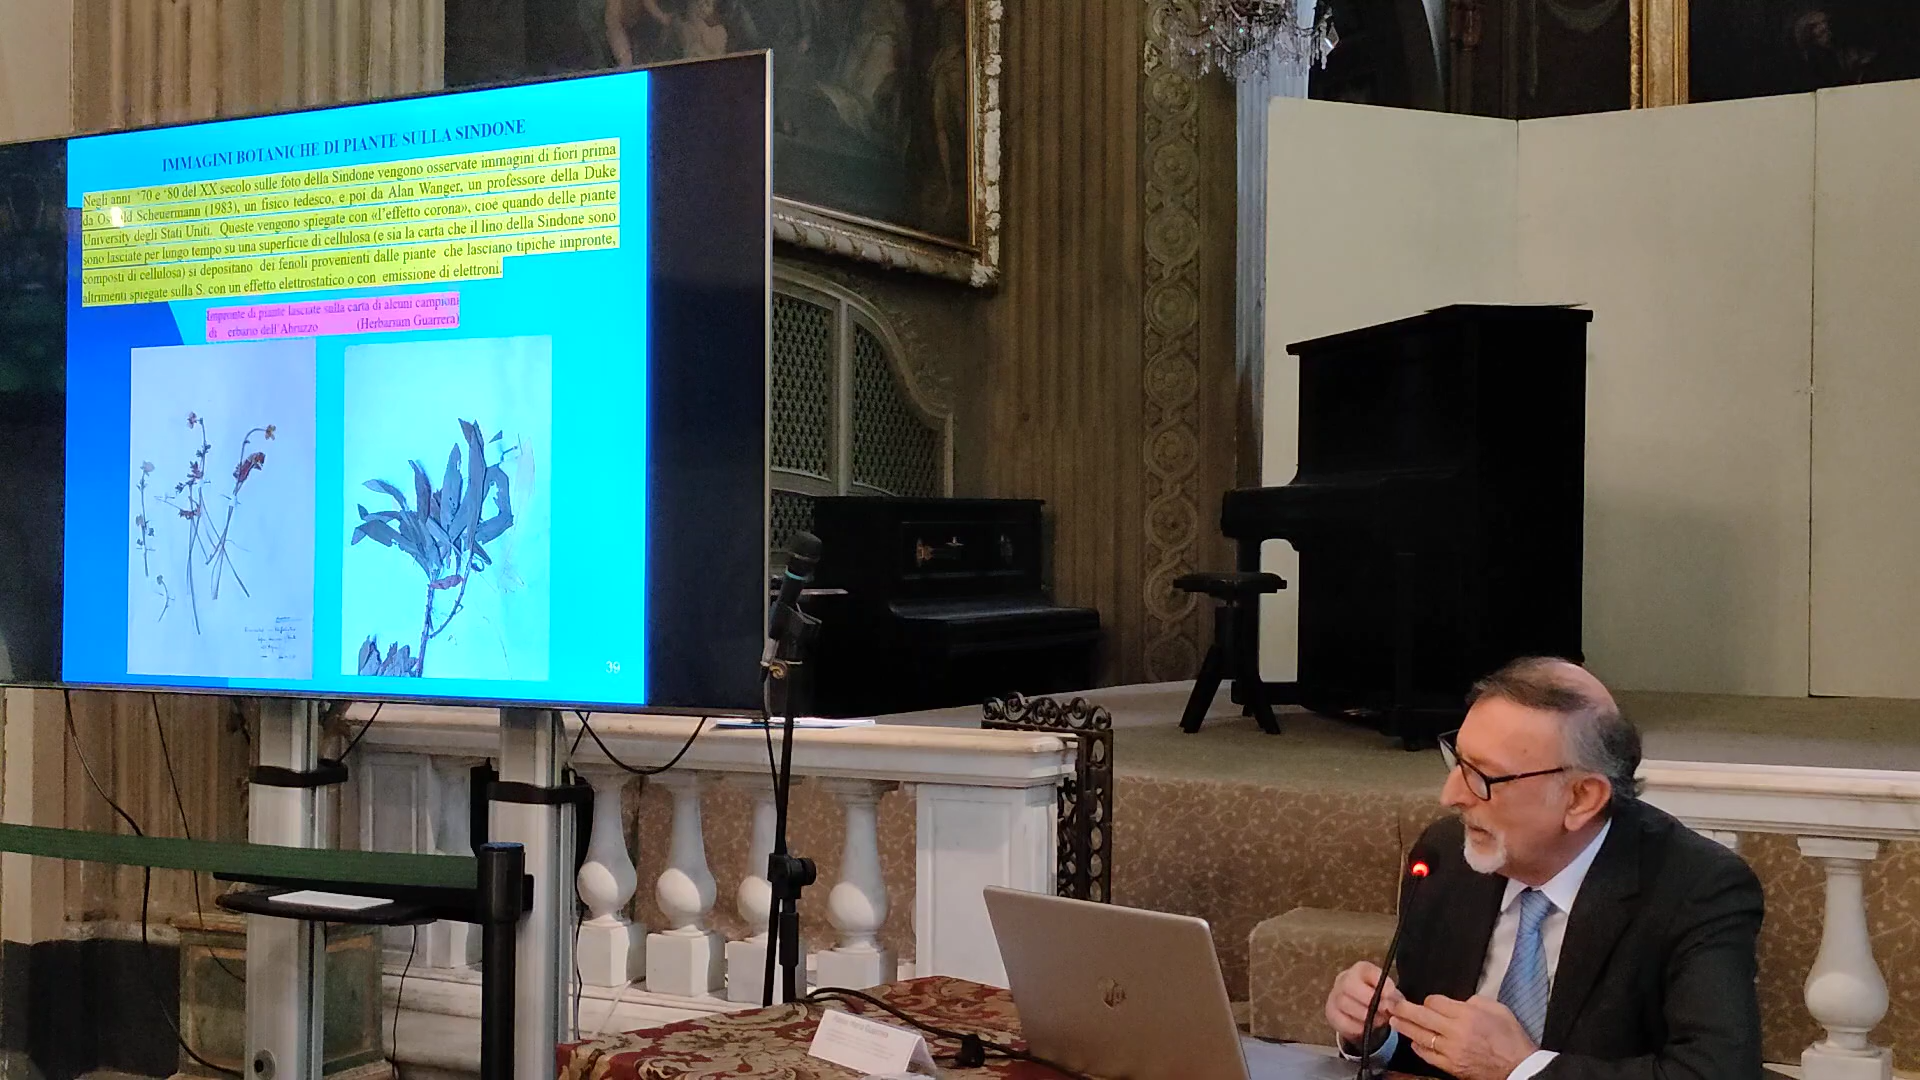 IMMAGINI BOTANICHE DI PIANTE SULLA SINDONE
Negli anni '70 e '80 del XX secolo sulle foto della Sindone vengono osservate immagini di fiori prima
da Oswald Scheuermann (1983), un fisico tedesco, e poi da Alan Wanger, un professore della Duke
University degli Stati Uniti. Queste vengono spiegate con «l'effetto corona», cioè quando delle piante
sono lasciate per lungo tempo su una superficie di cellulosa (e sia la carta che il lino della Sindone sono
composti di cellulosa) si depositano dei fenoli provenienti dalle piante che lasciano tipiche impronte,
altrimenti spiegate sulla S. con un effetto elettrostatico o con emissione di elettroni.
Impronte di piante lasciate sulla carta di alcuni campioni
di erbario dell'Abruzzo (Herbarium Guarrera)
39
hp